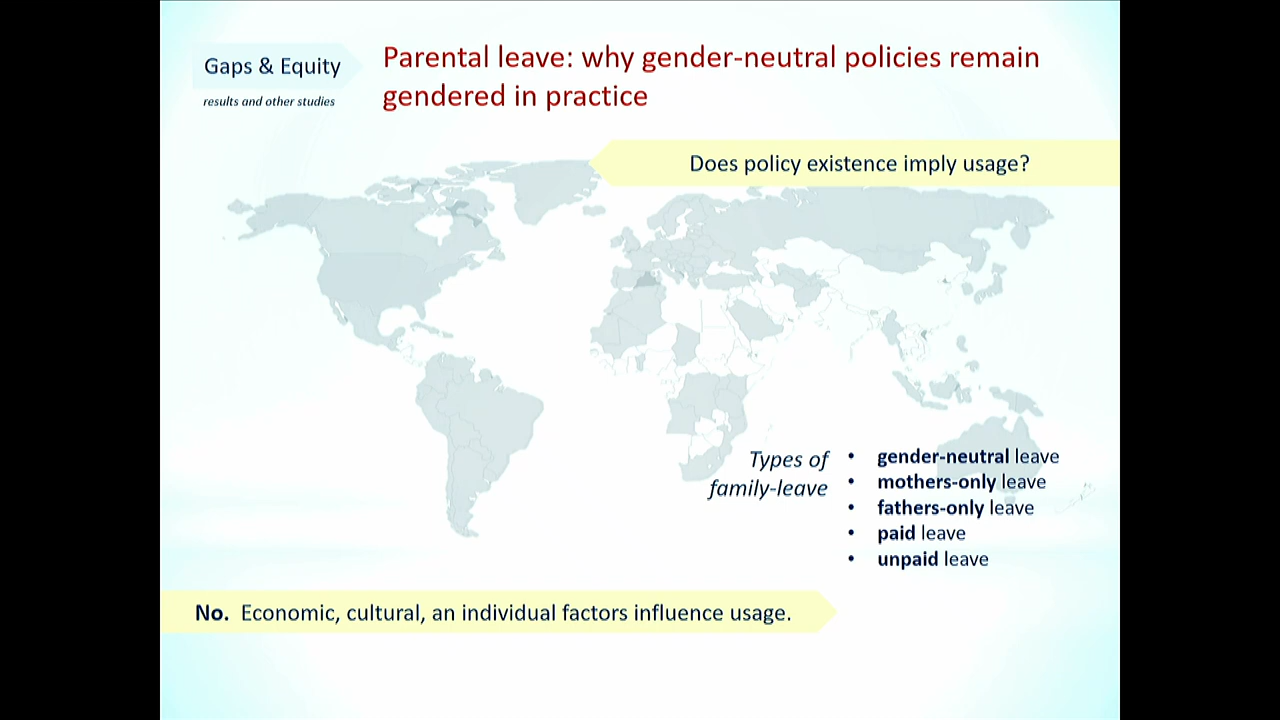 Gaps & Equity
results and other studies
Parental leave: why gender-neutral policies remain
gendered in practice
Does policy existence imply usage?
Types of
family-leave
• gender-neutral leave
• mothers-only leave
• fathers-only leave
• paid leave
• unpaid leave
No. Economic, cultural, an individual factors influence usage.